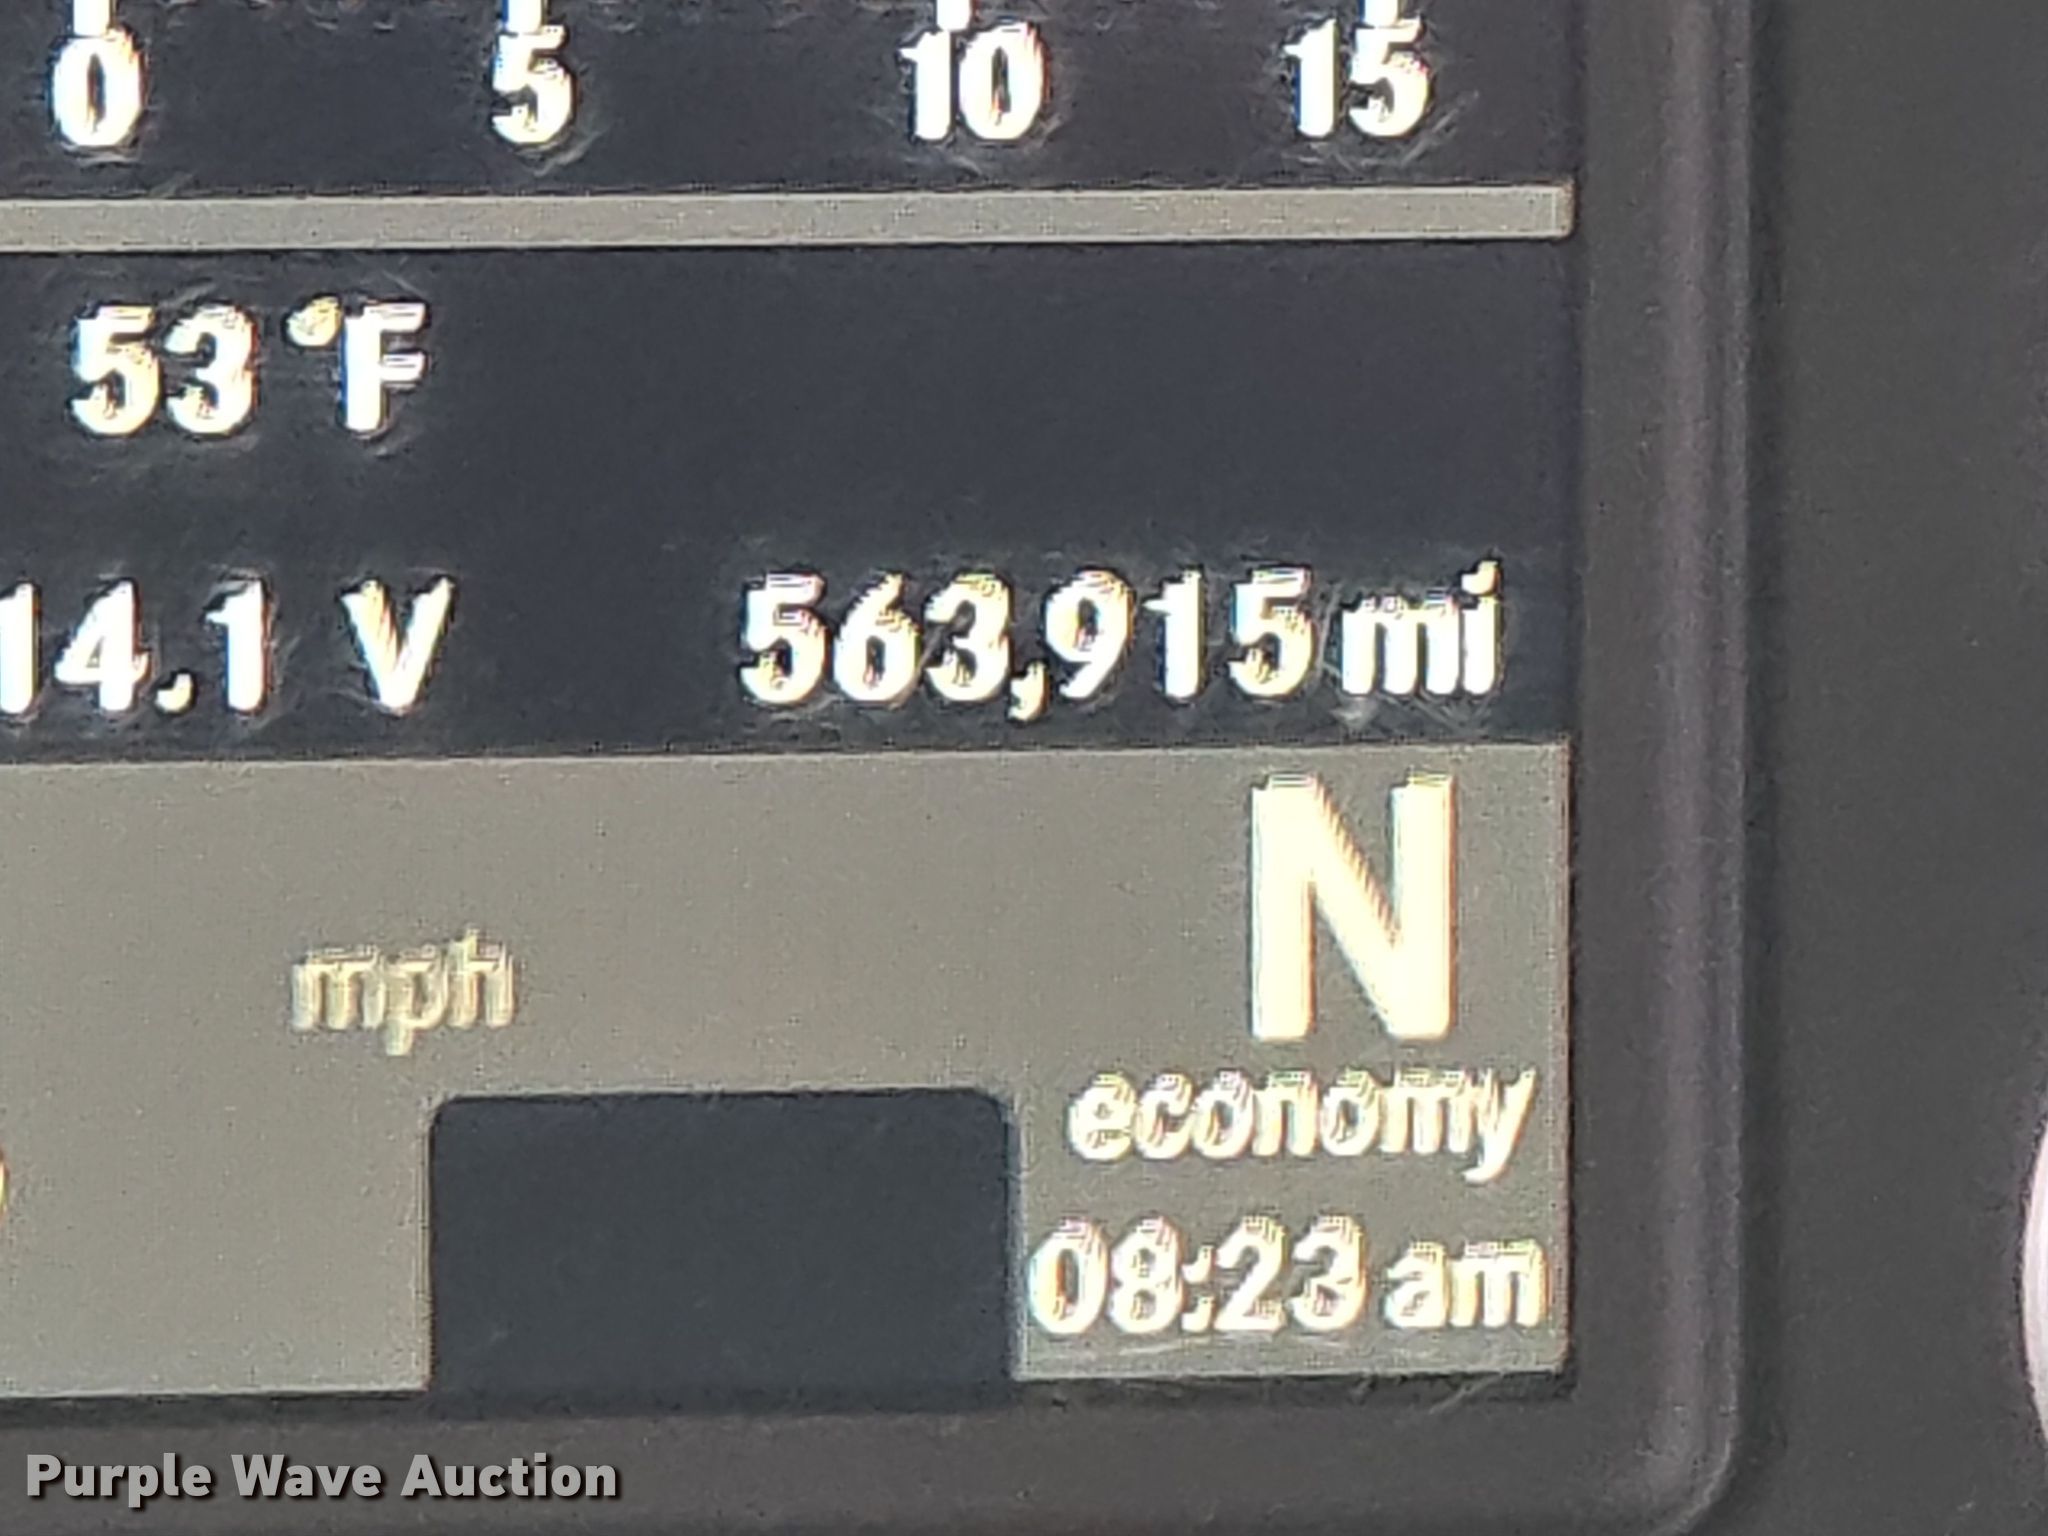 0 5 10 15
53 °F
14.1 V 563,915 mi
N
mph
economy
08:23 am
Purple Wave Auction